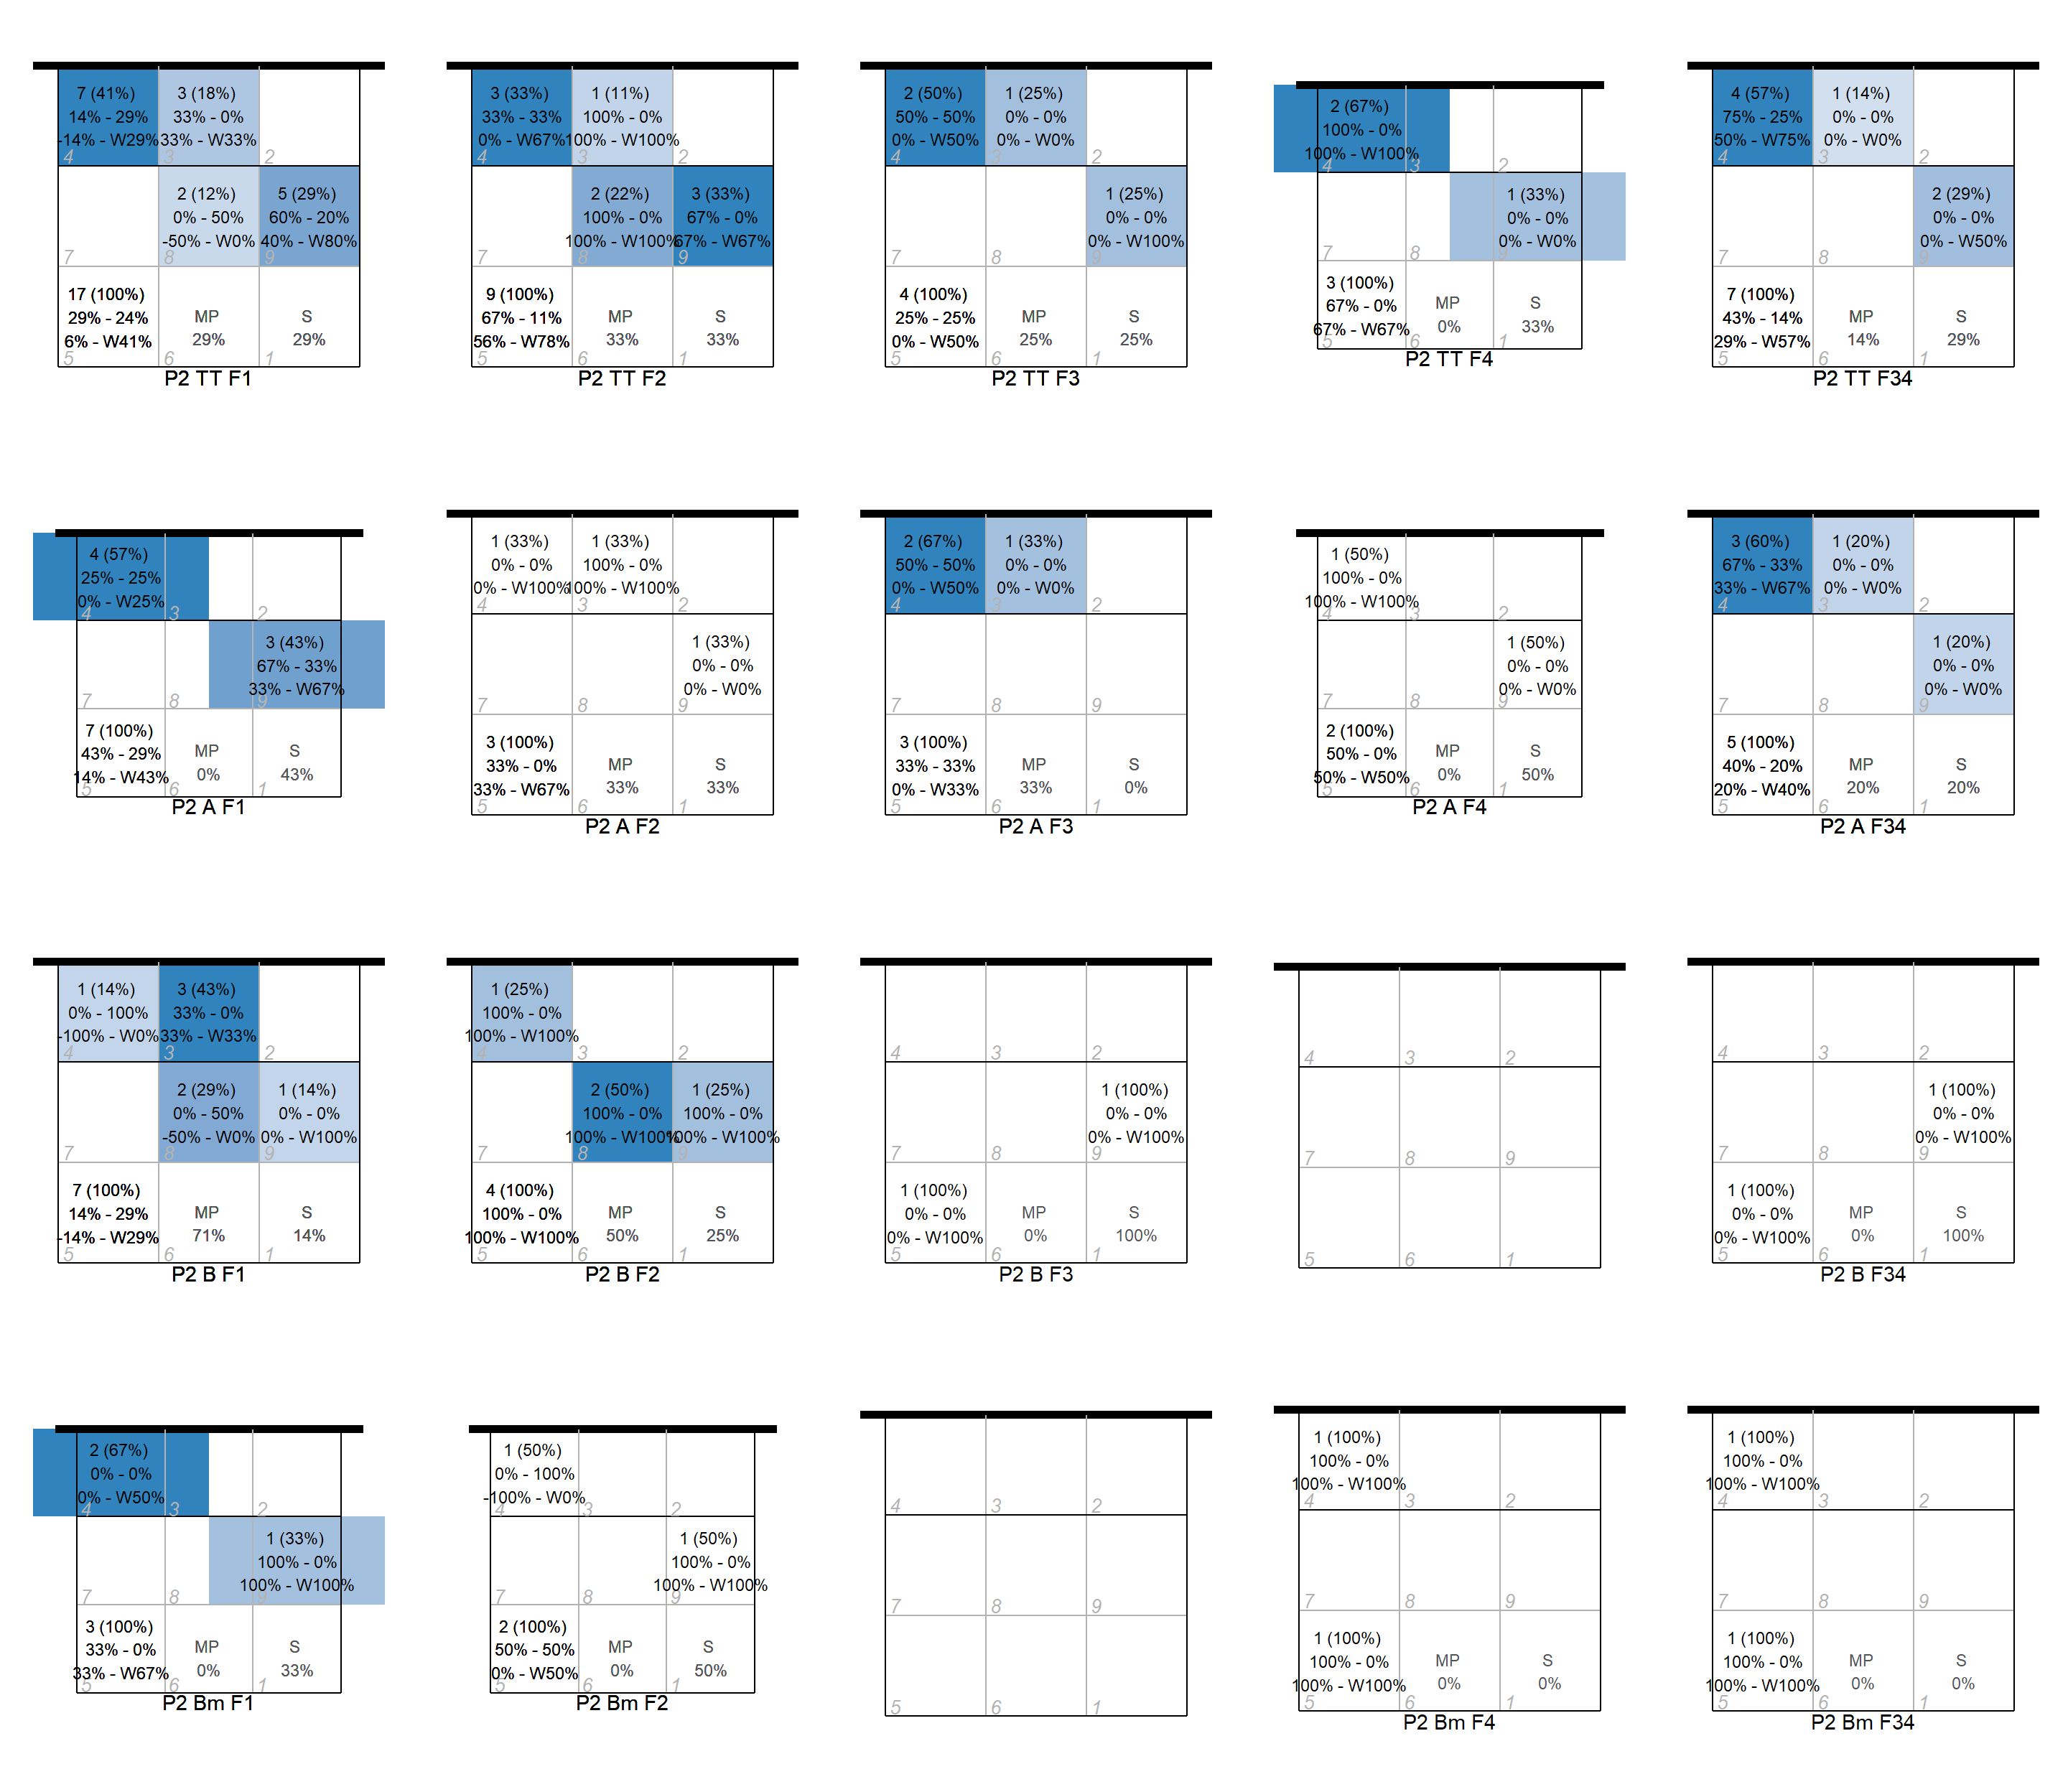 7 (41%)
14% - 29%
-14% - W29%
4
3 (18%)
33% - 0%
33% - W33%
3
2
7
2 (12%)
0% - 50%
-50% - W0%
8
5 (29%)
60% - 20%
40% - W80%
9
17 (100%)
29% - 24%
6% - W41%
5
MP
29%
6
S
29%
1
P2 TT F1
3 (33%)
33% - 33%
0% - W67%
4
1 (11%)
100% - 0%
100% - W100%
3
2
7
2 (22%)
100% - 0%
100% - W100%
8
3 (33%)
67% - 0%
67% - W67%
9
9 (100%)
67% - 11%
56% - W78%
5
MP
33%
6
S
33%
1
P2 TT F2
2 (50%)
50% - 50%
0% - W50%
4
1 (25%)
0% - 0%
0% - W0%
3
2
7
8
1 (25%)
0% - 0%
0% - W100%
9
4 (100%)
25% - 25%
0% - W50%
5
MP
25%
6
S
25%
1
P2 TT F3
2 (67%)
100% - 0%
100% - W100%
4
3
2
7
8
1 (33%)
0% - 0%
0% - W0%
9
3 (100%)
67% - 0%
67% - W67%
5
MP
0%
6
S
33%
1
P2 TT F4
4 (57%)
75% - 25%
50% - W75%
4
1 (14%)
0% - 0%
0% - W0%
3
2
7
8
2 (29%)
0% - 0%
0% - W50%
9
7 (100%)
43% - 14%
29% - W57%
5
MP
14%
6
S
29%
1
P2 TT F34
4 (57%)
25% - 25%
0% - W25%
4
3
2
7
8
3 (43%)
67% - 33%
33% - W67%
9
7 (100%)
43% - 29%
14% - W43%
5
MP
0%
6
S
43%
1
P2 A F1
1 (33%)
0% - 0%
0% - W100%
4
1 (33%)
100% - 0%
100% - W100%
3
2
7
8
1 (33%)
0% - 0%
0% - W0%
9
3 (100%)
33% - 0%
33% - W67%
5
MP
33%
6
S
33%
1
P2 A F2
2 (67%)
50% - 50%
0% - W50%
4
1 (33%)
0% - 0%
0% - W0%
3
2
7
8
9
3 (100%)
33% - 33%
0% - W33%
5
MP
33%
6
S
0%
1
P2 A F3
1 (50%)
100% - 0%
100% - W100%
4
3
2
7
8
1 (50%)
0% - 0%
0% - W0%
9
2 (100%)
50% - 0%
50% - W50%
5
MP
0%
6
S
50%
1
P2 A F4
3 (60%)
67% - 33%
33% - W67%
4
1 (20%)
0% - 0%
0% - W0%
3
2
7
8
1 (20%)
0% - 0%
0% - W0%
9
5 (100%)
40% - 20%
20% - W40%
5
MP
20%
6
S
20%
1
P2 A F34
1 (14%)
0% - 100%
-100% - W0%
4
3 (43%)
33% - 0%
33% - W33%
3
2
7
2 (29%)
0% - 50%
-50% - W0%
8
1 (14%)
0% - 0%
0% - W100%
9
7 (100%)
14% - 29%
-14% - W29%
5
MP
71%
6
S
14%
1
P2 B F1
1 (25%)
100% - 0%
100% - W100%
4
3
2
7
2 (50%)
100% - 0%
100% - W100%
8
1 (25%)
100% - 0%
100% - W100%
9
4 (100%)
100% - 0%
100% - W100%
5
MP
50%
6
S
25%
1
P2 B F2
4
3
2
7
8
1 (100%)
0% - 0%
0% - W100%
9
1 (100%)
0% - 0%
0% - W100%
5
MP
0%
6
S
100%
1
P2 B F3
4
3
2
7
8
9
5
6
1
4
3
2
7
8
1 (100%)
0% - 0%
0% - W100%
9
1 (100%)
0% - 0%
0% - W100%
5
MP
0%
6
S
100%
1
P2 B F34
2 (67%)
0% - 0%
0% - W50%
4
3
2
7
8
1 (33%)
100% - 0%
100% - W100%
9
3 (100%)
33% - 0%
33% - W67%
5
MP
0%
6
S
33%
1
P2 Bm F1
1 (50%)
0% - 100%
-100% - W0%
4
3
2
7
8
1 (50%)
100% - 0%
100% - W100%
9
2 (100%)
50% - 50%
0% - W50%
5
MP
0%
6
S
50%
1
P2 Bm F2
4
3
2
7
8
9
5
6
1
1 (100%)
100% - 0%
100% - W100%
4
3
2
7
8
9
1 (100%)
100% - 0%
100% - W100%
5
MP
0%
6
S
0%
1
P2 Bm F4
1 (100%)
100% - 0%
100% - W100%
4
3
2
7
8
9
1 (100%)
100% - 0%
100% - W100%
5
MP
0%
6
S
0%
1
P2 Bm F34